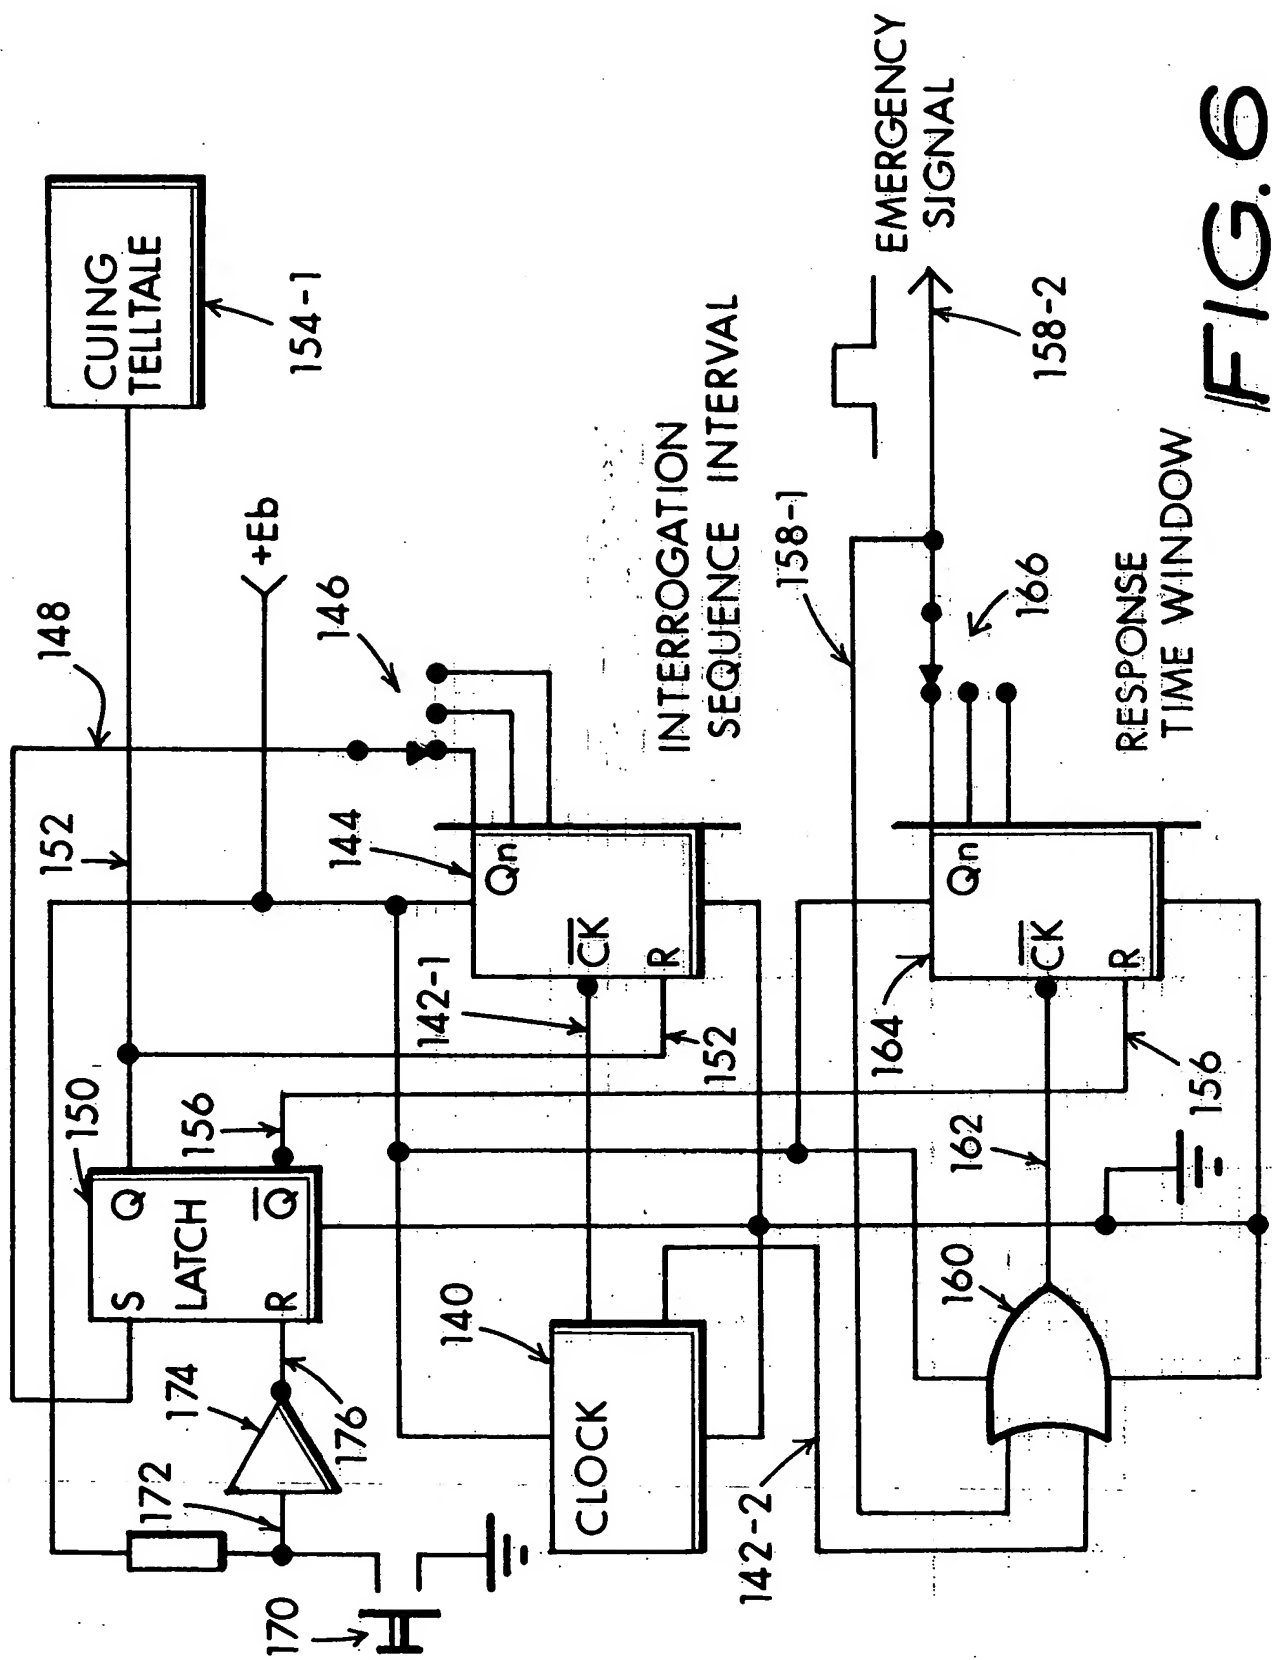 148
152
CUING
TELLTALE
154-1
+Eb
150
Q
S
LATCH
R
Q̅
156
174
172
176
170
146
144
Qn
C̅K̅
R
142-1
152
140
CLOCK
INTERROGATION
SEQUENCE INTERVAL
158-1
EMERGENCY
SIGNAL
158-2
166
164
Qn
C̅K̅
R
156
162
160
142-2
RESPONSE
TIME WINDOW
FIG. 6